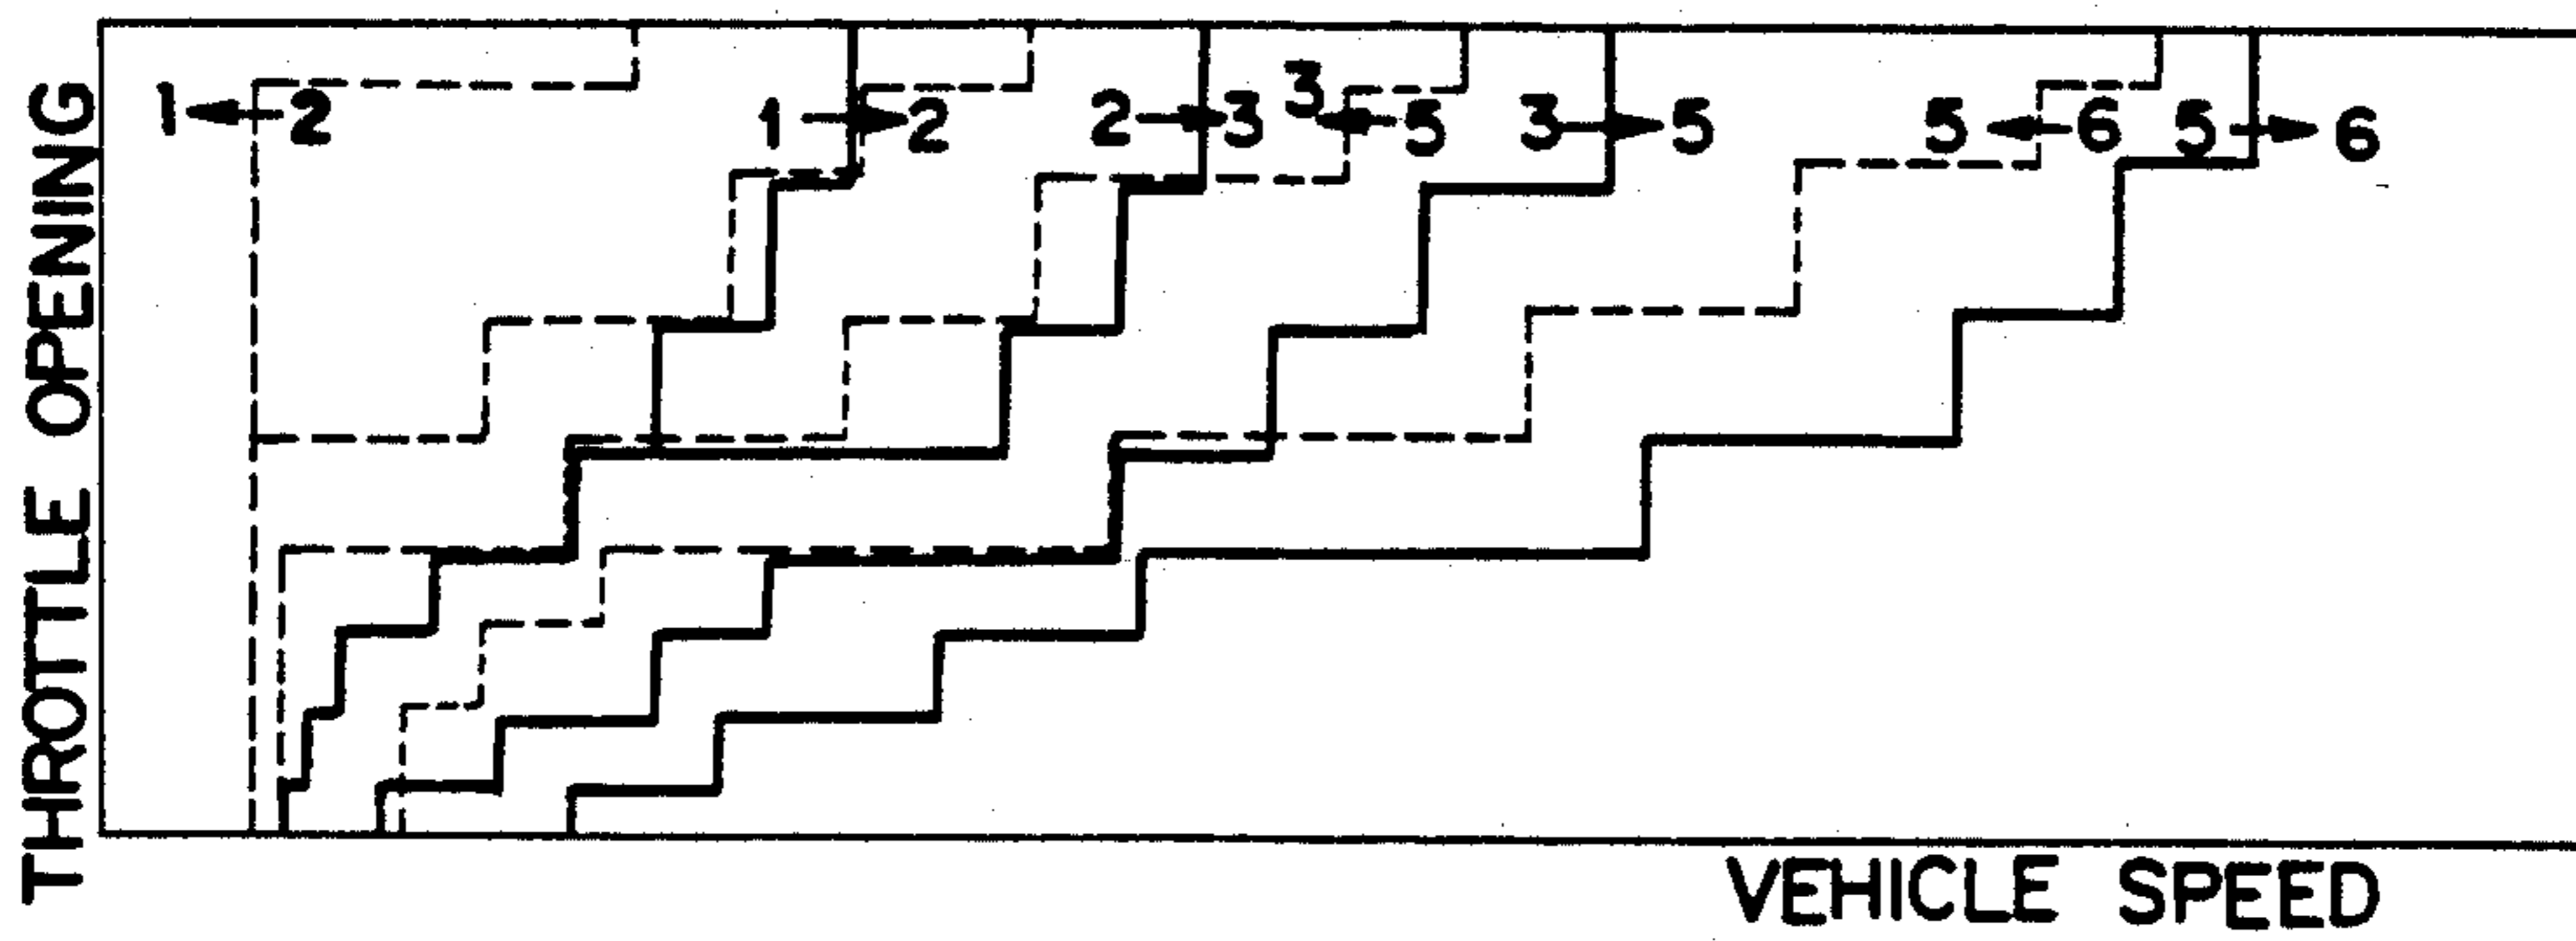 THROTTLE OPENING
1 ← 2
1 → 2
2 → 3
3 ← 5
3 → 5
5 ← 6
5 → 6
VEHICLE SPEED